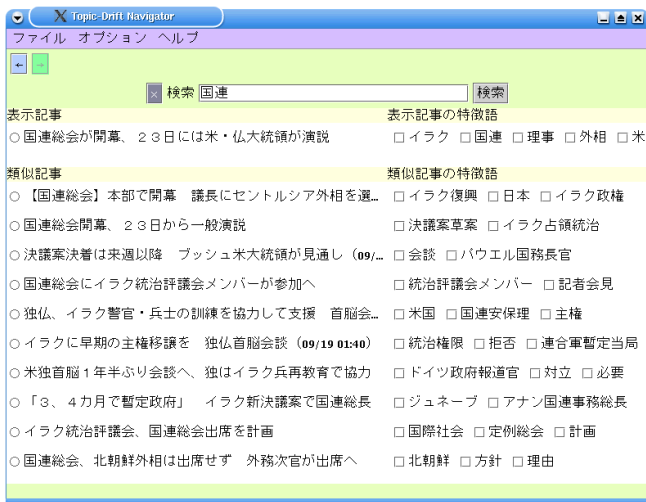 Topic-Drift Navigator
ファイル オプション ヘルプ
← →
× 検索 国連 検索
表示記事 表示記事の特徴語
国連総会が開幕、２３日には米・仏大統領が演説 イラク 国連 理事 外相 米
類似記事 類似記事の特徴語
【国連総会】本部で開幕 議長にセントルシア外相を選... イラク復興 日本 イラク政権
国連総会開幕、２３日から一般演説 決議案草案 イラク占領統治
決議案決着は来週以降 ブッシュ米大統領が見通し（09/... 会談 パウエル国務長官
国連総会にイラク統治評議会メンバーが参加へ 統治評議会メンバー 記者会見
独仏、イラク警官・兵士の訓練を協力して支援 首脳会... 米国 国連安保理 主権
イラクに早期の主権移譲を 独仏首脳会談（09/19 01:40） 統治権限 拒否 連合軍暫定当局
米独首脳１年半ぶり会談へ、独はイラク兵再教育で協力 ドイツ政府報道官 対立 必要
「３、４カ月で暫定政府」 イラク新決議案で国連総長 ジュネーブ アナン国連事務総長
イラク統治評議会、国連総会出席を計画 国際社会 定例総会 計画
国連総会、北朝鮮外相は出席せず 外務次官が出席へ 北朝鮮 方針 理由